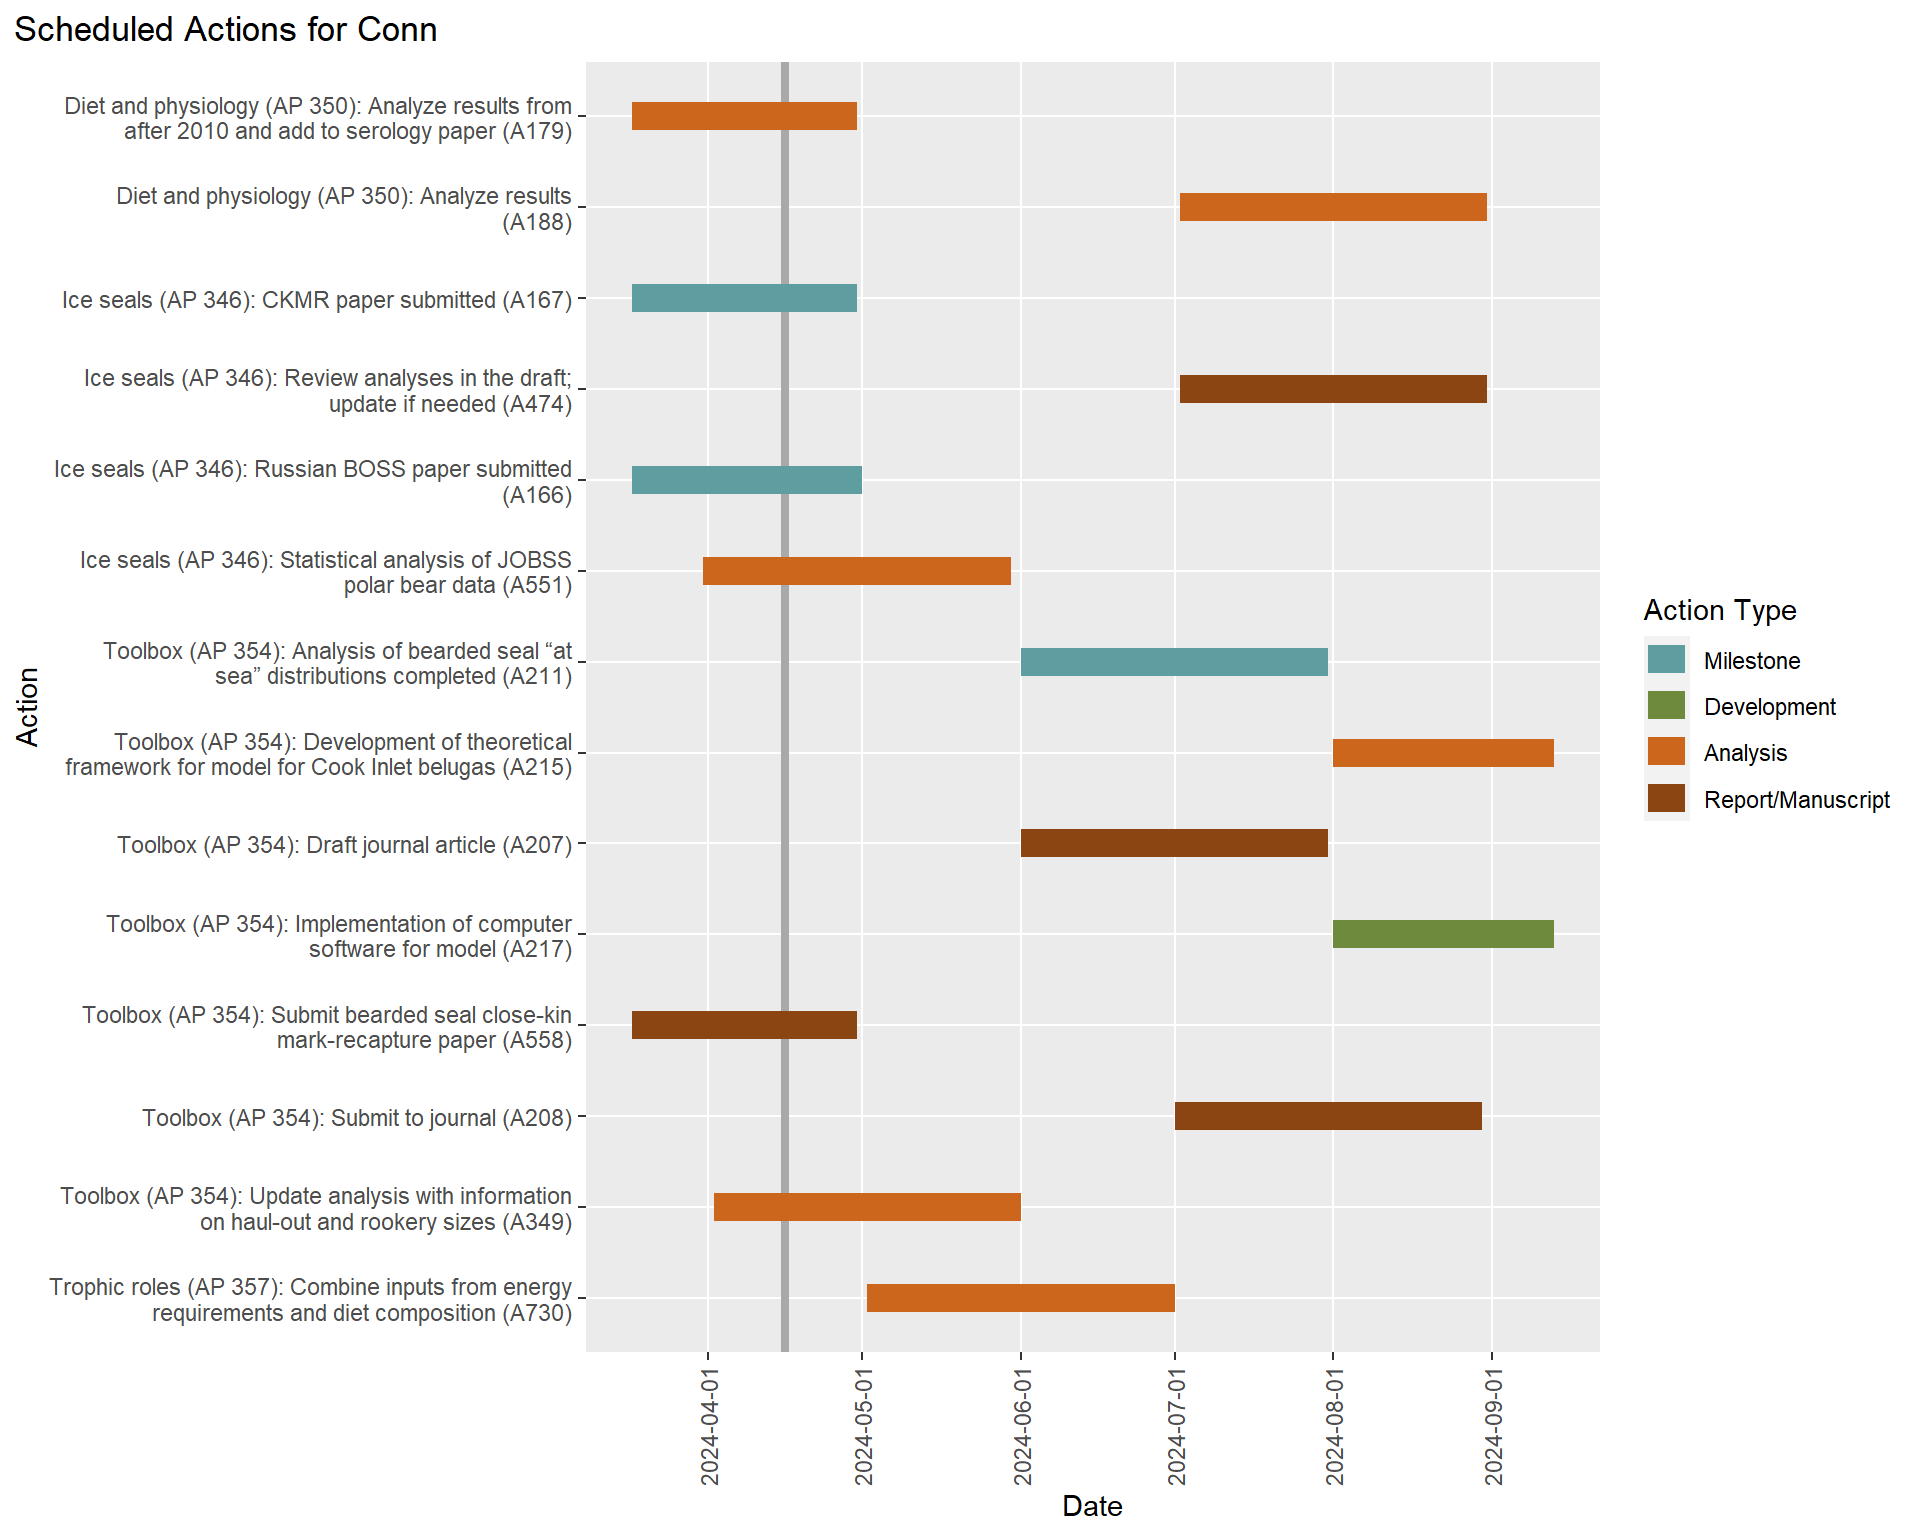 Scheduled Actions for Conn
Diet and physiology (AP 350): Analyze results from
after 2010 and add to serology paper (A179)
Diet and physiology (AP 350): Analyze results
(A188)
Ice seals (AP 346): CKMR paper submitted (A167)
Ice seals (AP 346): Review analyses in the draft;
update if needed (A474)
Ice seals (AP 346): Russian BOSS paper submitted
(A166)
Ice seals (AP 346): Statistical analysis of JOBSS
polar bear data (A551)
Toolbox (AP 354): Analysis of bearded seal “at
sea” distributions completed (A211)
Toolbox (AP 354): Development of theoretical
framework for model for Cook Inlet belugas (A215)
Toolbox (AP 354): Draft journal article (A207)
Toolbox (AP 354): Implementation of computer
software for model (A217)
Toolbox (AP 354): Submit bearded seal close-kin
mark-recapture paper (A558)
Toolbox (AP 354): Submit to journal (A208)
Toolbox (AP 354): Update analysis with information
on haul-out and rookery sizes (A349)
Trophic roles (AP 357): Combine inputs from energy
requirements and diet composition (A730)
Action
2024-04-01
2024-05-01
2024-06-01
2024-07-01
2024-08-01
2024-09-01
Date
Action Type
Milestone
Development
Analysis
Report/Manuscript